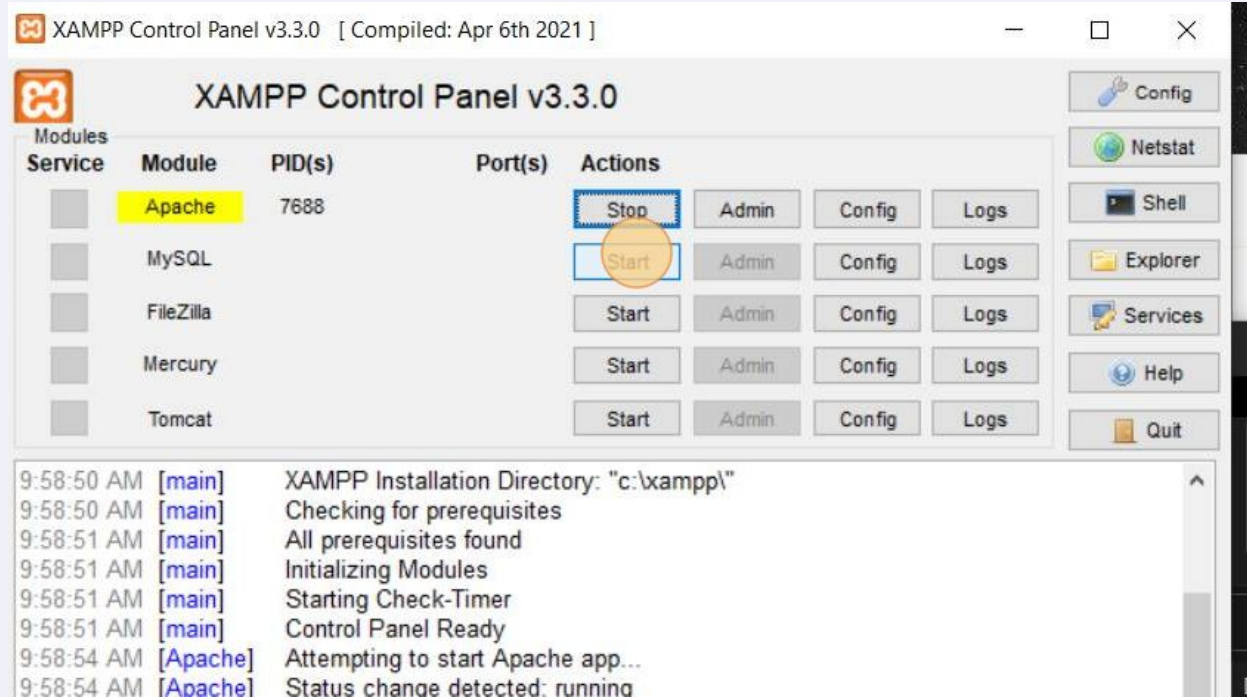 XAMPP Control Panel v3.3.0 [ Compiled: Apr 6th 2021 ]
XAMPP Control Panel v3.3.0
Config
Modules
Service Module PID(s) Port(s) Actions
Netstat
Apache 7688 Stop Admin Config Logs
Shell
MySQL Start Admin Config Logs
Explorer
FileZilla Start Admin Config Logs
Services
Mercury Start Admin Config Logs
Help
Tomcat Start Admin Config Logs
Quit
9:58:50 AM [main] XAMPP Installation Directory: "c:\xampp\"
9:58:50 AM [main] Checking for prerequisites
9:58:51 AM [main] All prerequisites found
9:58:51 AM [main] Initializing Modules
9:58:51 AM [main] Starting Check-Timer
9:58:51 AM [main] Control Panel Ready
9:58:54 AM [Apache] Attempting to start Apache app...
9:58:54 AM [Apache] Status change detected: running